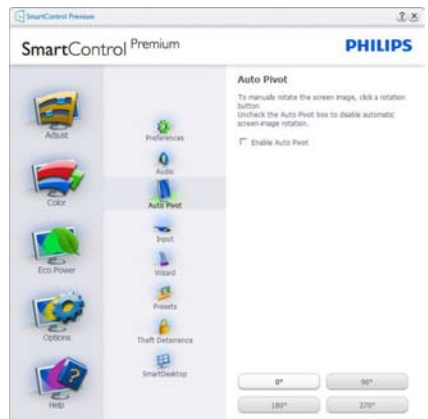 SmartControl Premium
SmartControl Premium
PHILIPS
Adjust
Color
Eco Power
Options
Help
Preferences
Audio
Auto Pivot
Input
Wizard
Presets
Theft Deterrence
SmartDesktop
Auto Pivot
To manually rotate the screen image, click a rotation
button
Uncheck the Auto Pivot box to disable automatic
screen-image rotation.
Enable Auto Pivot
0°
90°
180°
270°